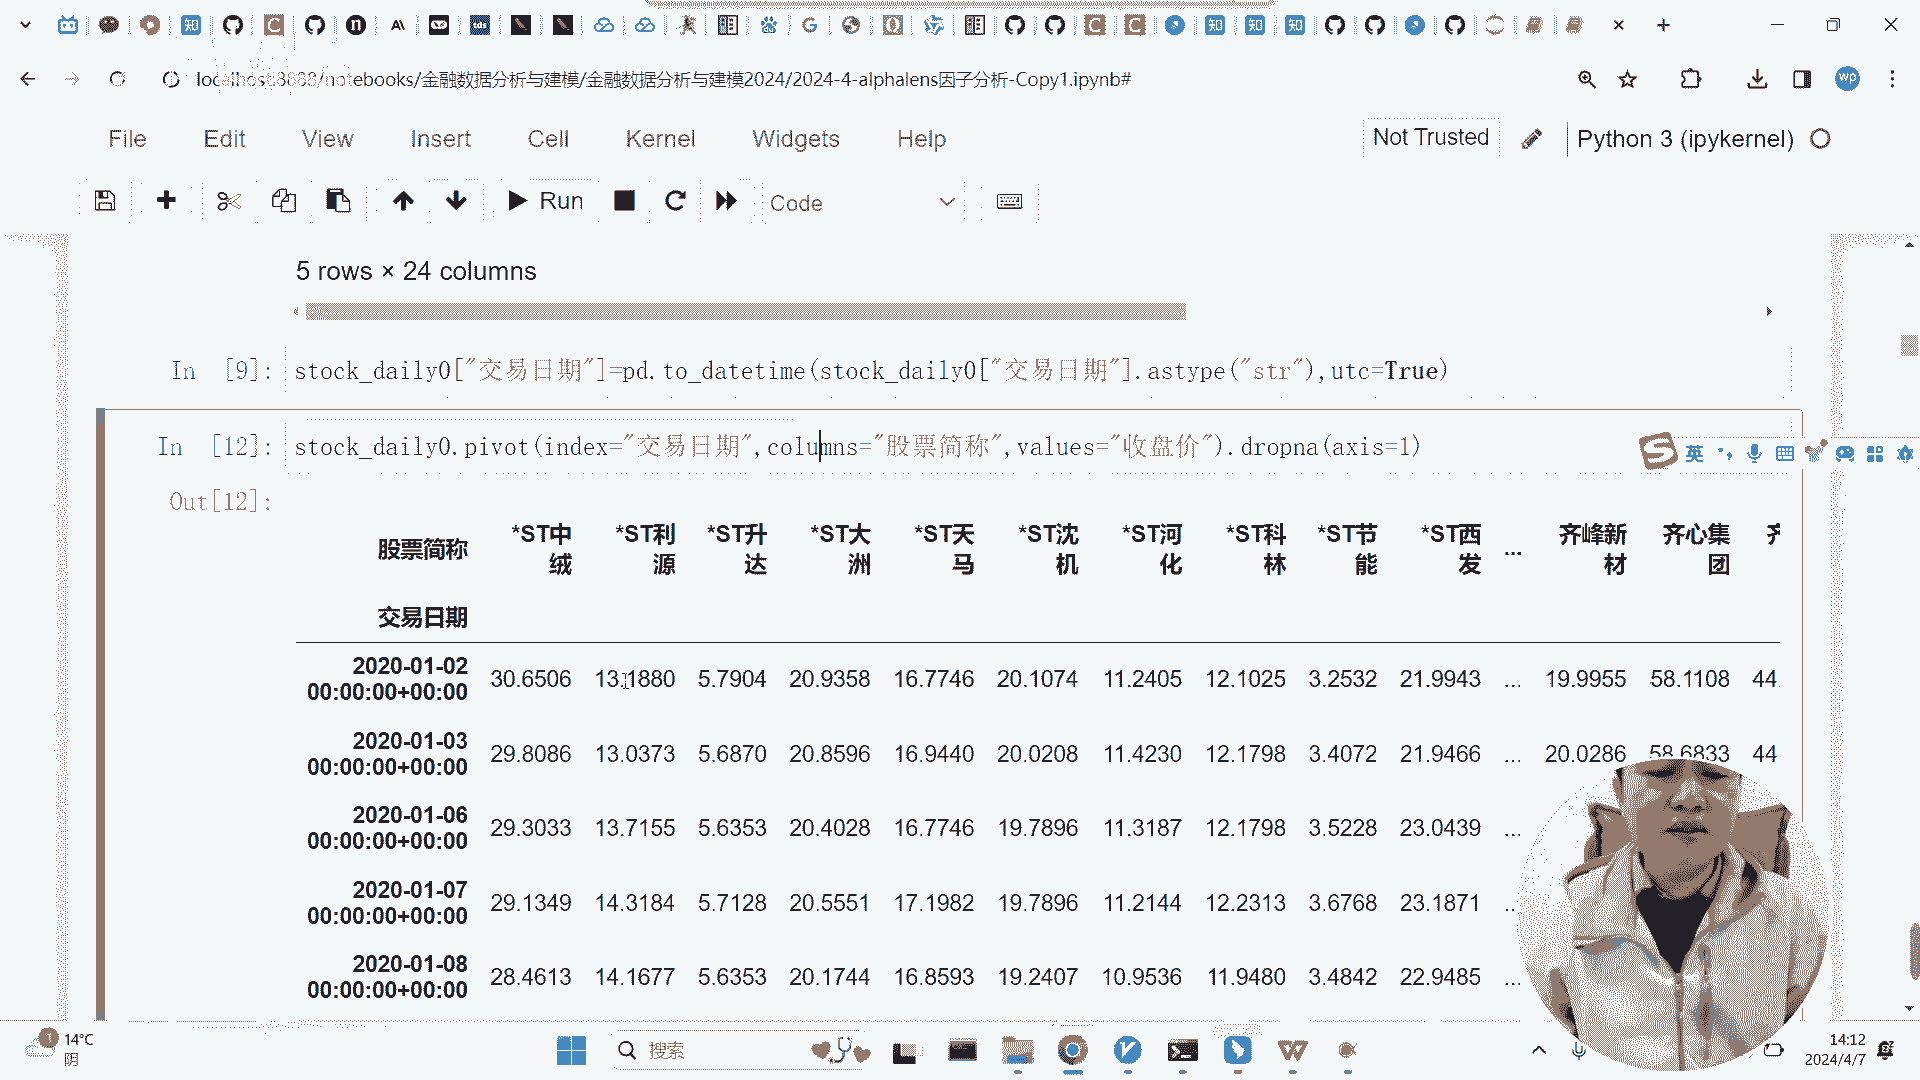 localhost:8888/notebooks/金融数据分析与建模/金融数据分析与建模2024/2024-4-alphalens因子分析-Copy1.ipynb#
File Edit View Insert Cell Kernel Widgets Help Not Trusted Python 3 (ipykernel)
Run Code
5 rows × 24 columns
In [9]: stock_daily0["交易日期"]=pd.to_datetime(stock_daily0["交易日期"].astype("str"),utc=True)
In [12]: stock_daily0.pivot(index="交易日期",columns="股票简称",values="收盘价").dropna(axis=1)
英
Out[12]:
股票简称 *ST中绒 *ST利源 *ST升达 *ST大洲 *ST天马 *ST沈机 *ST河化 *ST科林 *ST节能 *ST西发 ... 齐峰新材 齐心集团
交易日期
2020-01-02 00:00:00+00:00 30.6506 13.1880 5.7904 20.9358 16.7746 20.1074 11.2405 12.1025 3.2532 21.9943 ... 19.9955 58.1108 44.
2020-01-03 00:00:00+00:00 29.8086 13.0373 5.6870 20.8596 16.9440 20.0208 11.4230 12.1798 3.4072 21.9466 ... 20.0286 58.6833 44
2020-01-06 00:00:00+00:00 29.3033 13.7155 5.6353 20.4028 16.7746 19.7896 11.3187 12.1798 3.5228 23.0439 ...
2020-01-07 00:00:00+00:00 29.1349 14.3184 5.7128 20.5551 17.1982 19.7896 11.2144 12.2313 3.6768 23.1871 ..
2020-01-08 00:00:00+00:00 28.4613 14.1677 5.6353 20.1744 16.8593 19.2407 10.9536 11.9480 3.4842 22.9485 ...
14°C
阴
搜索
14:12
2024/4/7